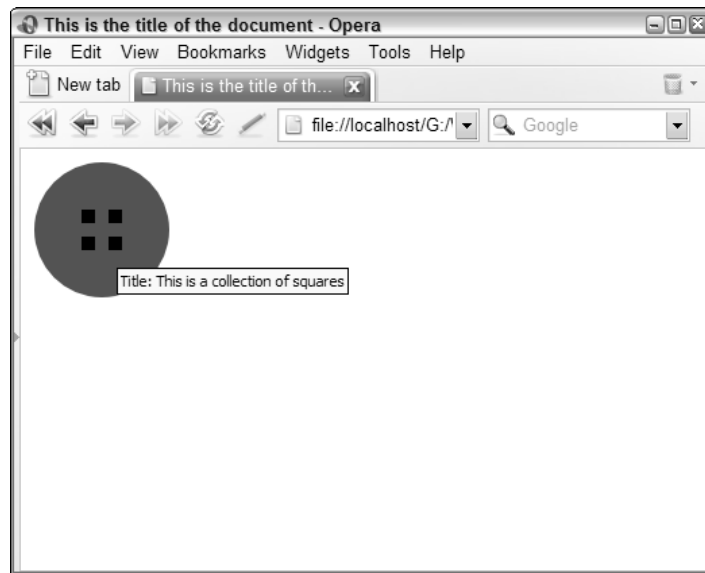 This is the title of the document - Opera
File Edit View Bookmarks Widgets Tools Help
New tab This is the title of th...
file://localhost/G:/ Google
Title: This is a collection of squares